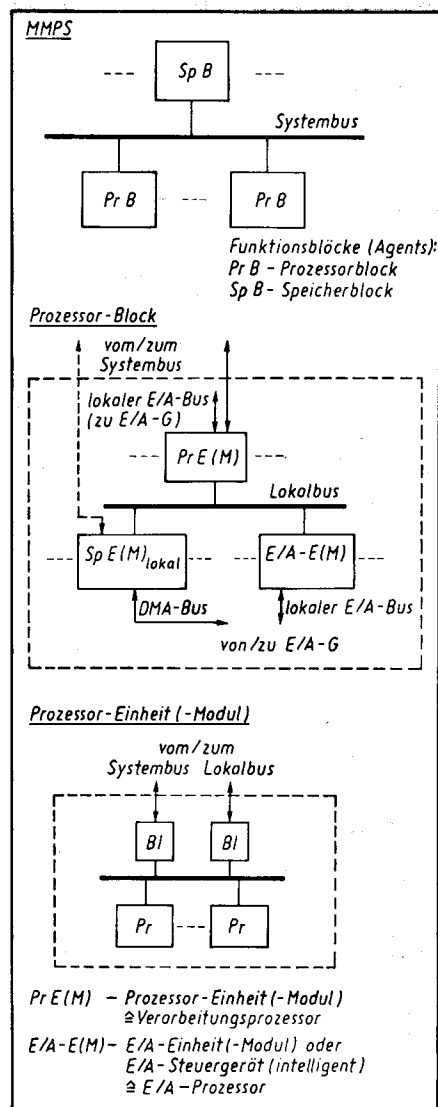 MMPS
Sp B
Systembus
Pr B
Pr B
Funktionsblöcke (Agents):
Pr B – Prozessorblock
Sp B – Speicherblock
Prozessor-Block
vom/zum
Systembus
lokaler E/A-Bus
(zu E/A-G)
Pr E (M)
Lokalbus
Sp E(M)lokal
E/A-E(M)
DMA-Bus
lokaler E/A-Bus
von/zu E/A-G
Prozessor-Einheit (-Modul)
vom/zum
Systembus Lokalbus
BI
BI
Pr
Pr
Pr E(M) – Prozessor-Einheit (-Modul)
≙ Verarbeitungsprozessor
E/A-E(M) – E/A-Einheit (-Modul) oder
E/A-Steuergerät (intelligent)
≙ E/A-Prozessor